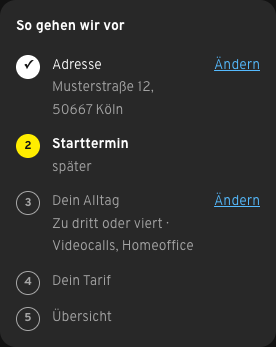 So gehen wir vor
✓ Adresse Ändern
Musterstraße 12,
50667 Köln
2 Starttermin
später
3 Dein Alltag Ändern
Zu dritt oder viert ·
Videocalls, Homeoffice
4 Dein Tarif
5 Übersicht